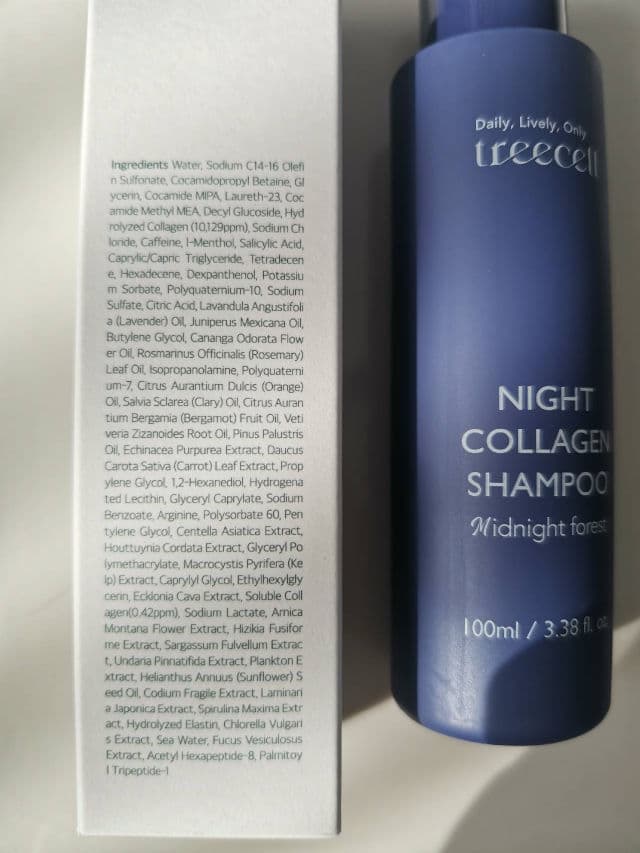 Ingredients Water, Sodium C14-16 Olefi
n Sulfonate, Cocamidopropyl Betaine, Gl
ycerin, Cocamide MIPA, Laureth-23, Coc
amide Methyl MEA, Decyl Glucoside, Hyd
rolyzed Collagen (10,129ppm), Sodium Ch
loride, Caffeine, l-Menthol, Salicylic Acid,
Caprylic/Capric Triglyceride, Tetradecen
e, Hexadecene, Dexpanthenol, Potassiu
m Sorbate, Polyquaternium-10, Sodium
Sulfate, Citric Acid, Lavandula Angustifoli
a (Lavender) Oil, Juniperus Mexicana Oil,
Butylene Glycol, Cananga Odorata Flow
er Oil, Rosmarinus Officinalis (Rosemary)
Leaf Oil, Isopropanolamine, Polyquaterni
um-7, Citrus Aurantium Dulcis (Orange)
Oil, Salvia Sclarea (Clary) Oil, Citrus Auran
tium Bergamia (Bergamot) Fruit Oil, Veti
veria Zizanoides Root Oil, Pinus Palustris
Oil, Echinacea Purpurea Extract, Daucus
Carota Sativa (Carrot) Leaf Extract, Prop
ylene Glycol, 1,2-Hexanediol, Hydrogena
ted Lecithin, Glyceryl Caprylate, Sodium
Benzoate, Arginine, Polysorbate 60, Pen
tylene Glycol, Centella Asiatica Extract,
Houttuynia Cordata Extract, Glyceryl Po
lymethacrylate, Macrocystis Pyrifera (Ke
lp) Extract, Caprylyl Glycol, Ethylhexylgly
cerin, Ecklonia Cava Extract, Soluble Coll
agen(0.42ppm), Sodium Lactate, Arnica
Montana Flower Extract, Hizikia Fusifor
me Extract, Sargassum Fulvellum Extrac
t, Undaria Pinnatifida Extract, Plankton E
xtract, Helianthus Annuus (Sunflower) S
eed Oil, Codium Fragile Extract, Laminari
a Japonica Extract, Spirulina Maxima Extr
act, Hydrolyzed Elastin, Chlorella Vulgari
s Extract, Sea Water, Fucus Vesiculosus
Extract, Acetyl Hexapeptide-8, Palmitoy
l Tripeptide-1
Daily, Lively, Only
treecell
NIGHT
COLLAGEN
SHAMPOO
Midnight forest
100ml / 3.38 fl. oz.